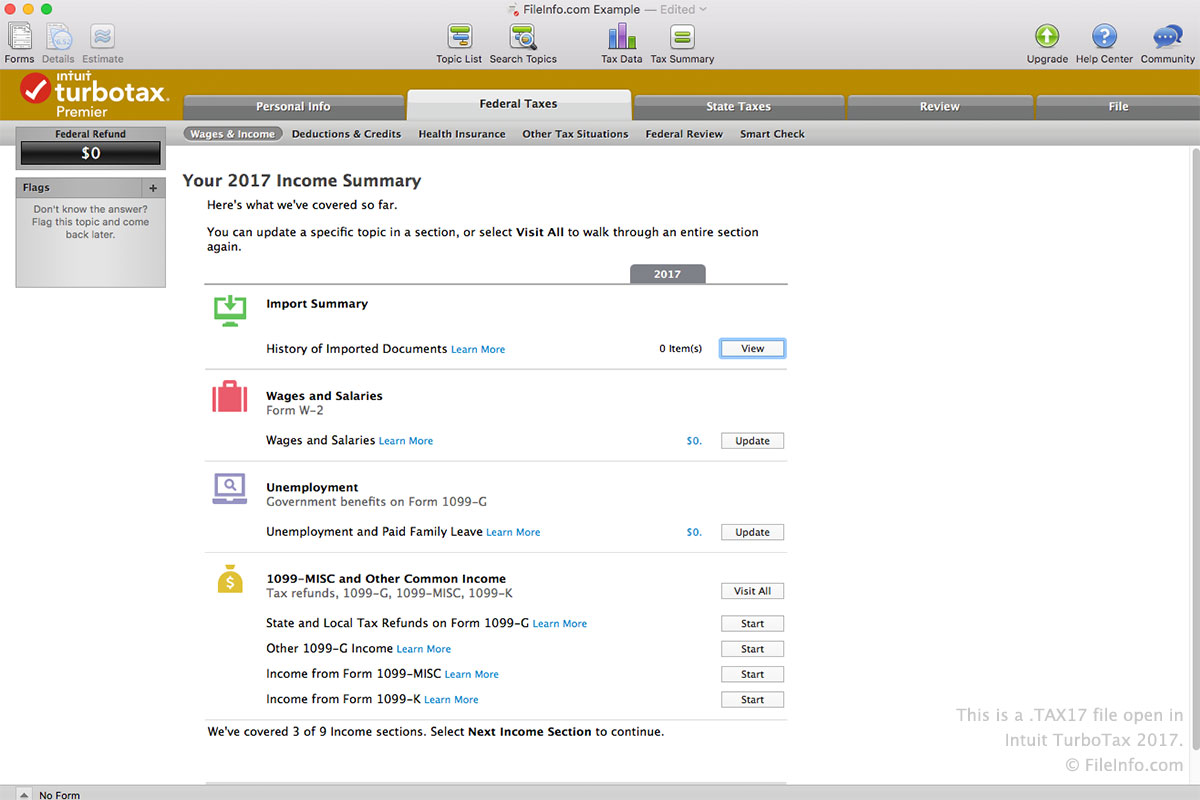 FileInfo.com Example — Edited
Forms Details Estimate Topic List Search Topics Tax Data Tax Summary Upgrade Help Center Community
intuit
turbotax.
Premier
Personal Info Federal Taxes State Taxes Review File
Wages & Income Deductions & Credits Health Insurance Other Tax Situations Federal Review Smart Check
Federal Refund
$0
Flags +
Don't know the answer?
Flag this topic and come
back later.
Your 2017 Income Summary
Here's what we've covered so far.
You can update a specific topic in a section, or select Visit All to walk through an entire section
again.
2017
Import Summary
History of Imported Documents Learn More 0 Item(s) View
Wages and Salaries
Form W-2
Wages and Salaries Learn More $0. Update
Unemployment
Government benefits on Form 1099-G
Unemployment and Paid Family Leave Learn More $0. Update
$
1099-MISC and Other Common Income
Tax refunds, 1099-G, 1099-MISC, 1099-K Visit All
State and Local Tax Refunds on Form 1099-G Learn More Start
Other 1099-G Income Learn More Start
Income from Form 1099-MISC Learn More Start
Income from Form 1099-K Learn More Start
We've covered 3 of 9 Income sections. Select Next Income Section to continue.
This is a .TAX17 file open in
Intuit TurboTax 2017.
© FileInfo.com
No Form